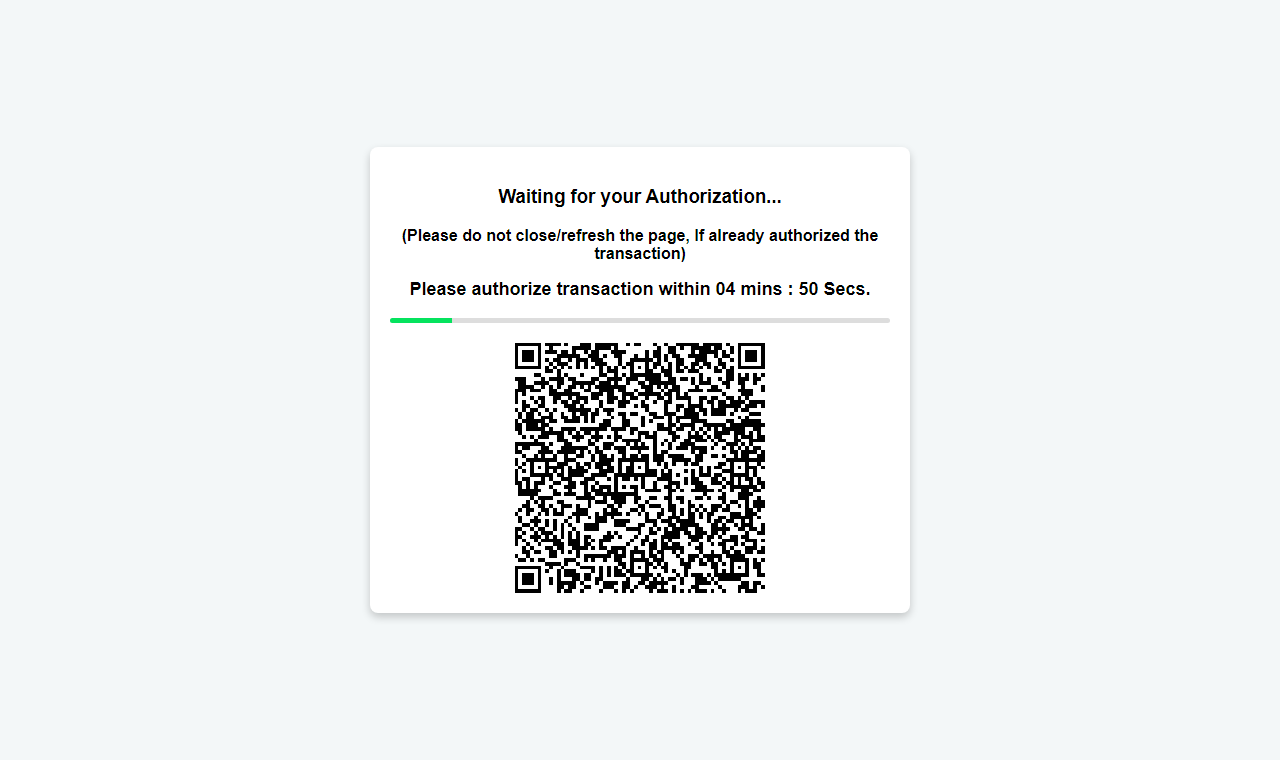 Waiting for your Authorization...
(Please do not close/refresh the page, If already authorized the
transaction)
Please authorize transaction within 04 mins : 50 Secs.